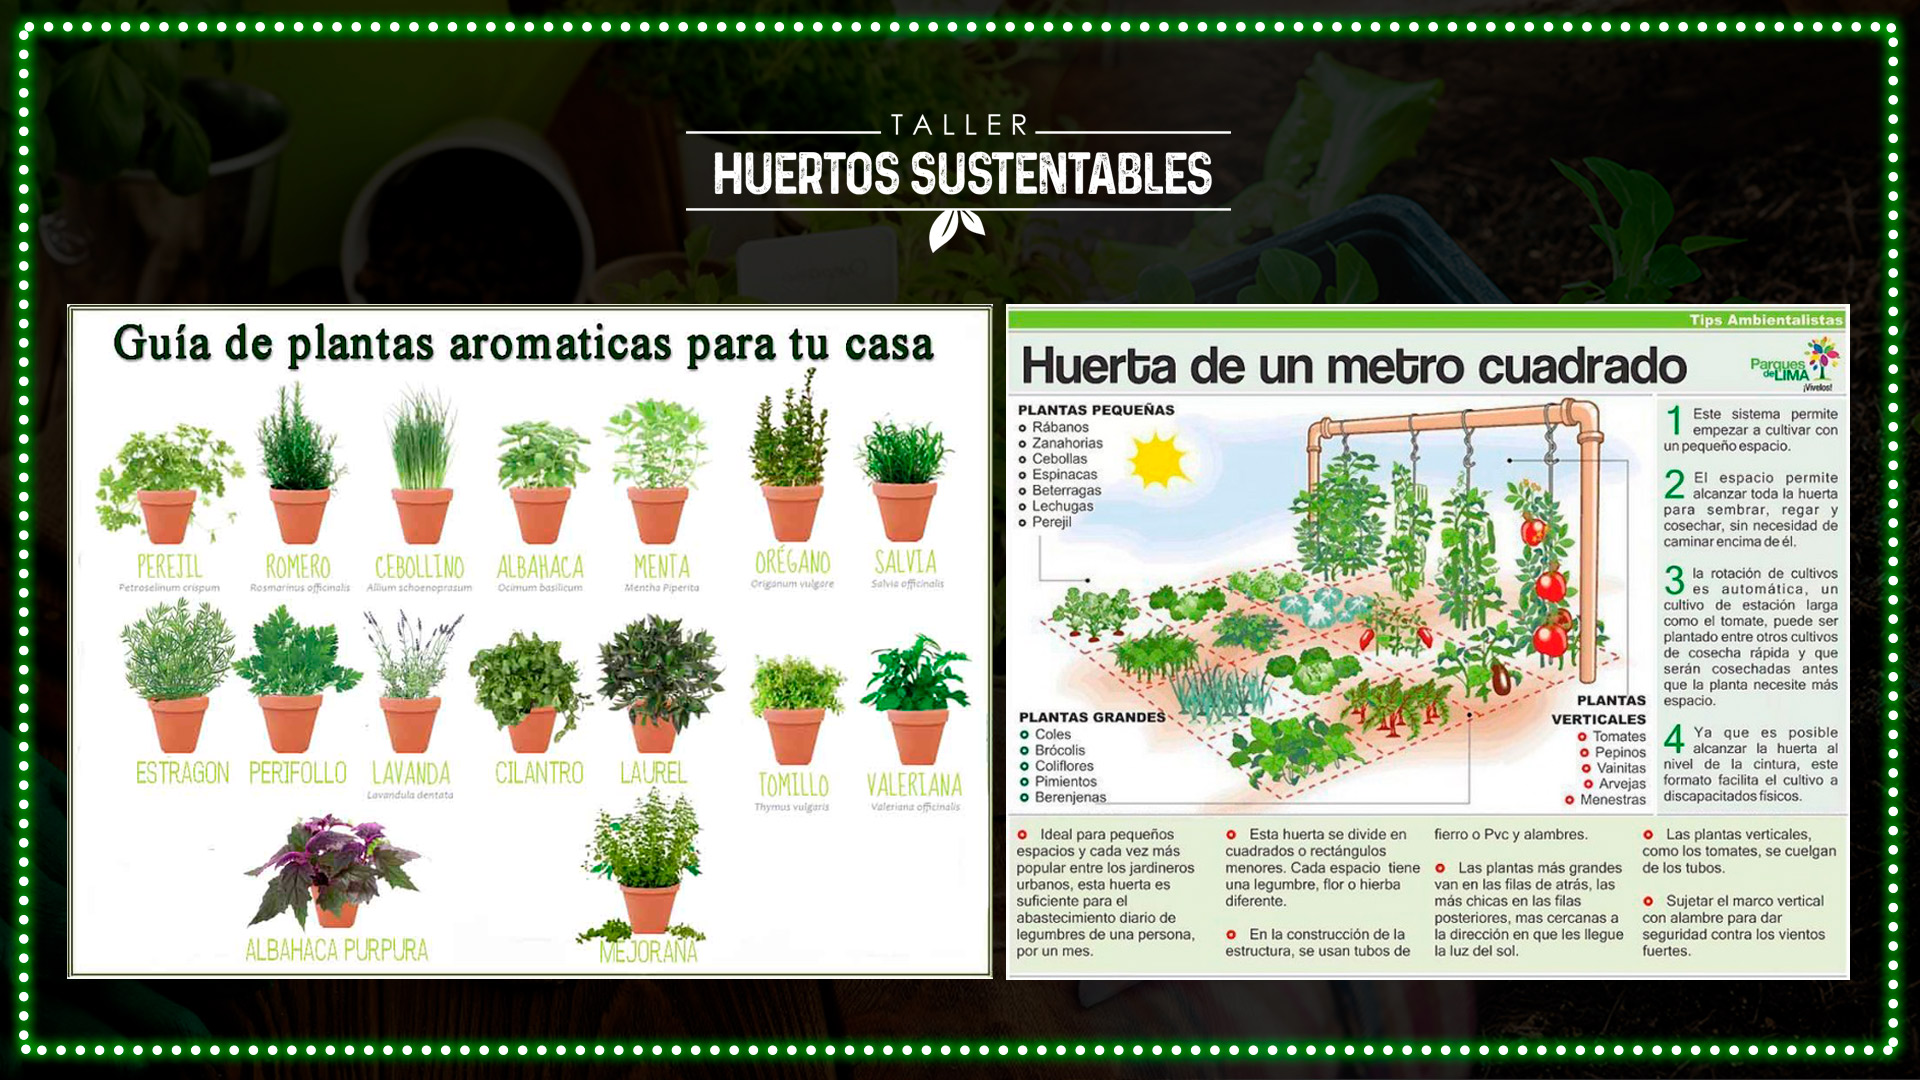 TALLER
HUERTOS SUSTENTABLES
Guía de plantas aromaticas para tu casa
PEREJIL
Petroselinum crispum
ROMERO
Rosmarinus officinalis
CEBOLLINO
Allium schoenoprasum
ALBAHACA
Ocimum basilicum
MENTA
Mentha Piperita
ORÉGANO
Origanum vulgare
SALVIA
Salvia officinalis
ESTRAGON
PERIFOLLO
LAVANDA
Lavandula dentata
CILANTRO
LAUREL
TOMILLO
Thymus vulgaris
VALERIANA
Valeriana officinalis
ALBAHACA PURPURA
MEJORANA
Tips Ambientalistas
Huerta de un metro cuadrado
Parques
de LIMA
¡Vívelos!
PLANTAS PEQUEÑAS
Rábanos
Zanahorias
Cebollas
Espinacas
Beterragas
Lechugas
Perejil
PLANTAS GRANDES
Coles
Brócolis
Coliflores
Pimientos
Berenjenas
PLANTAS
VERTICALES
Tomates
Pepinos
Vainitas
Arvejas
Menestras
1 Este sistema permite
empezar a cultivar con
un pequeño espacio.
2 El espacio permite
alcanzar toda la huerta
para sembrar, regar y
cosechar, sin necesidad de
caminar encima de él.
3 la rotación de cultivos
es automática, un
cultivo de estación larga
como el tomate, puede ser
plantado entre otros cultivos
de cosecha rápida y que
serán cosechadas antes
que la planta necesite más
espacio.
4 Ya que es posible
alcanzar la huerta al
nivel de la cintura, este
formato facilita el cultivo a
discapacitados físicos.
Ideal para pequeños
espacios y cada vez más
popular entre los jardineros
urbanos, esta huerta es
suficiente para el
abastecimiento diario de
legumbres de una persona,
por un mes.
Esta huerta se divide en
cuadrados o rectángulos
menores. Cada espacio tiene
una legumbre, flor o hierba
diferente.
En la construcción de la
estructura, se usan tubos de
fierro o Pvc y alambres.
Las plantas más grandes
van en las filas de atrás, las
más chicas en las filas
posteriores, mas cercanas a
la dirección en que les llegue
la luz del sol.
Las plantas verticales,
como los tomates, se cuelgan
de los tubos.
Sujetar el marco vertical
con alambre para dar
seguridad contra los vientos
fuertes.